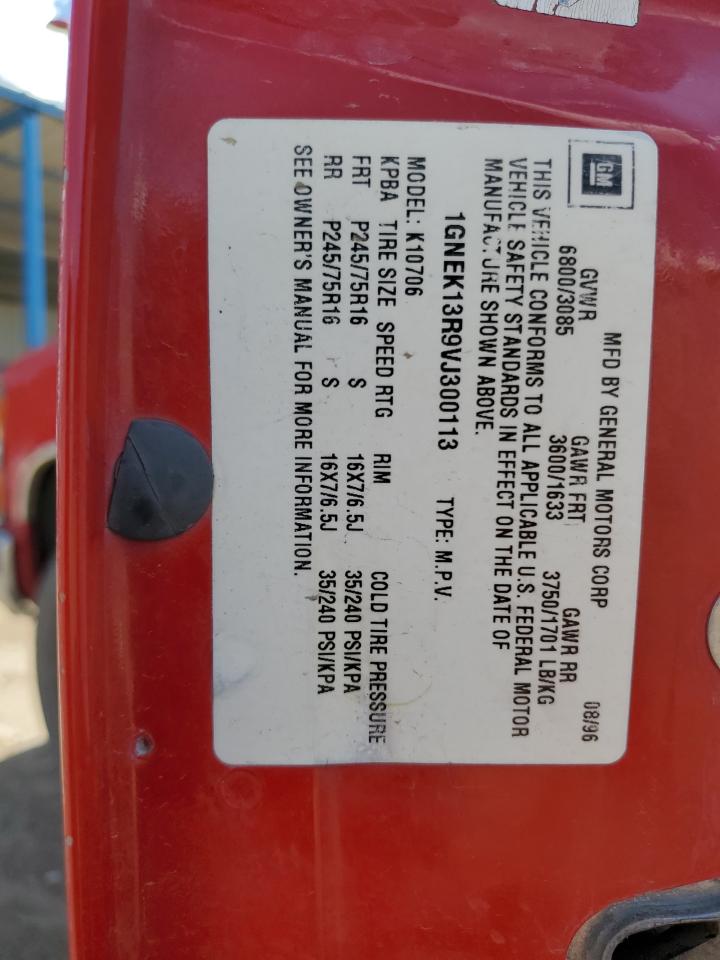 GM
MFD BY GENERAL MOTORS CORP 08/96
GVWR GAWR FRT GAWR RR
6800/3085 3600/1633 3750/1701 LB/KG
THIS VEHICLE CONFORMS TO ALL APPLICABLE U.S. FEDERAL MOTOR
VEHICLE SAFETY STANDARDS IN EFFECT ON THE DATE OF
MANUFACTURE SHOWN ABOVE.
1GNEK13R9VJ300113 TYPE: M.P.V.
MODEL: K10706
KPBA TIRE SIZE SPEED RTG RIM COLD TIRE PRESSURE
FRT P245/75R16 S 16X7/6.5J 35/240 PSI/KPA
RR P245/75R16 S 16X7/6.5J 35/240 PSI/KPA
SEE OWNER'S MANUAL FOR MORE INFORMATION.